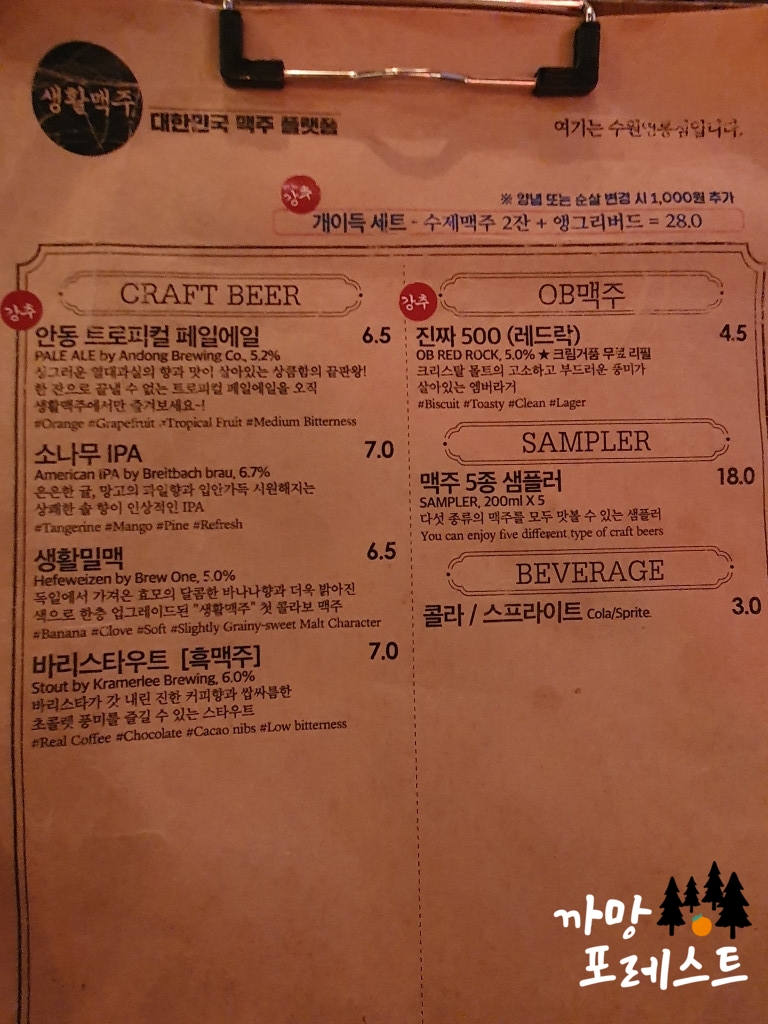 생활맥주
대한민국 맥주 플랫폼
여기는 수원영통점입니다.
강추
※ 양념 또는 순살 변경 시 1,000원 추가
개이득 세트 - 수제맥주 2잔 + 앵그리버드 = 28.0
CRAFT BEER
강추
안동 트로피컬 페일에일 6.5
PALE ALE by Andong Brewing Co., 5.2%
싱그러운 열대과실의 향과 맛이 살아있는 상큼함의 끝판왕!
한 잔으로 끝낼 수 없는 트로피컬 페일에일을 오직
생활맥주에서만 즐겨보세요~!
#Orange #Grapefruit #Tropical Fruit #Medium Bitterness
소나무 IPA 7.0
American IPA by Breitbach brau, 6.7%
은은한 귤, 망고의 과일향과 입안가득 시원해지는
상쾌한 솔 향이 인상적인 IPA
#Tangerine #Mango #Pine #Refresh
생활밀맥 6.5
Hefeweizen by Brew One, 5.0%
독일에서 가져온 효모의 달콤한 바나나향과 더욱 밝아진
색으로 한층 업그레이드된 "생활맥주" 첫 콜라보 맥주
#Banana #Clove #Soft #Slightly Grainy-sweet Malt Character
바리스타우트 [흑맥주] 7.0
Stout by Kramerlee Brewing, 6.0%
바리스타가 갓 내린 진한 커피향과 쌉싸름한
초콜렛 풍미를 즐길 수 있는 스타우트
#Real Coffee #Chocolate #Cacao nibs #Low bitterness
OB맥주
강추
진짜 500 (레드락) 4.5
OB RED ROCK, 5.0% ★ 크림거품 무료 리필
크리스탈 몰트의 고소하고 부드러운 풍미가
살아있는 엠버라거
#Biscuit #Toasty #Clean #Lager
SAMPLER
맥주 5종 샘플러 18.0
SAMPLER, 200ml X 5
다섯 종류의 맥주를 모두 맛볼 수 있는 샘플러
You can enjoy five different type of craft beers
BEVERAGE
콜라 / 스프라이트 Cola/Sprite. 3.0
까망
포레스트